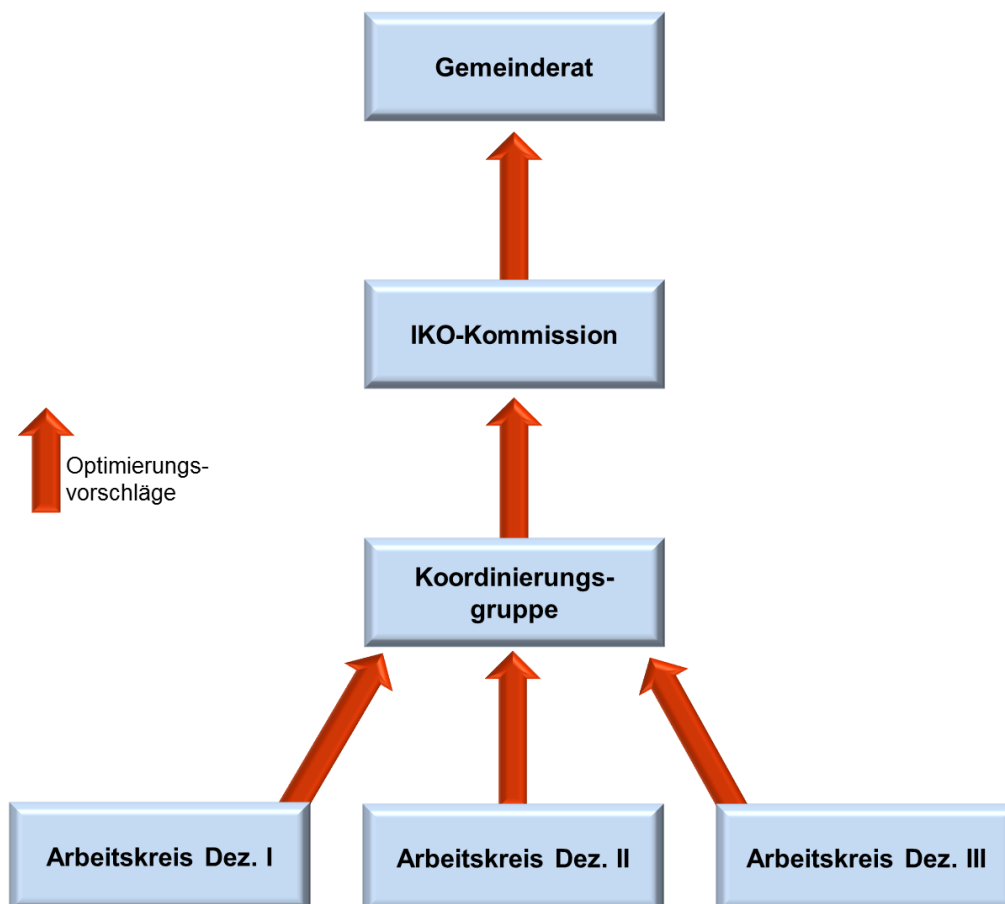 Gemeinderat
IKO-Kommission
Optimierungs-
vorschläge
Koordinierungs-
gruppe
Arbeitskreis Dez. I
Arbeitskreis Dez. II
Arbeitskreis Dez. III